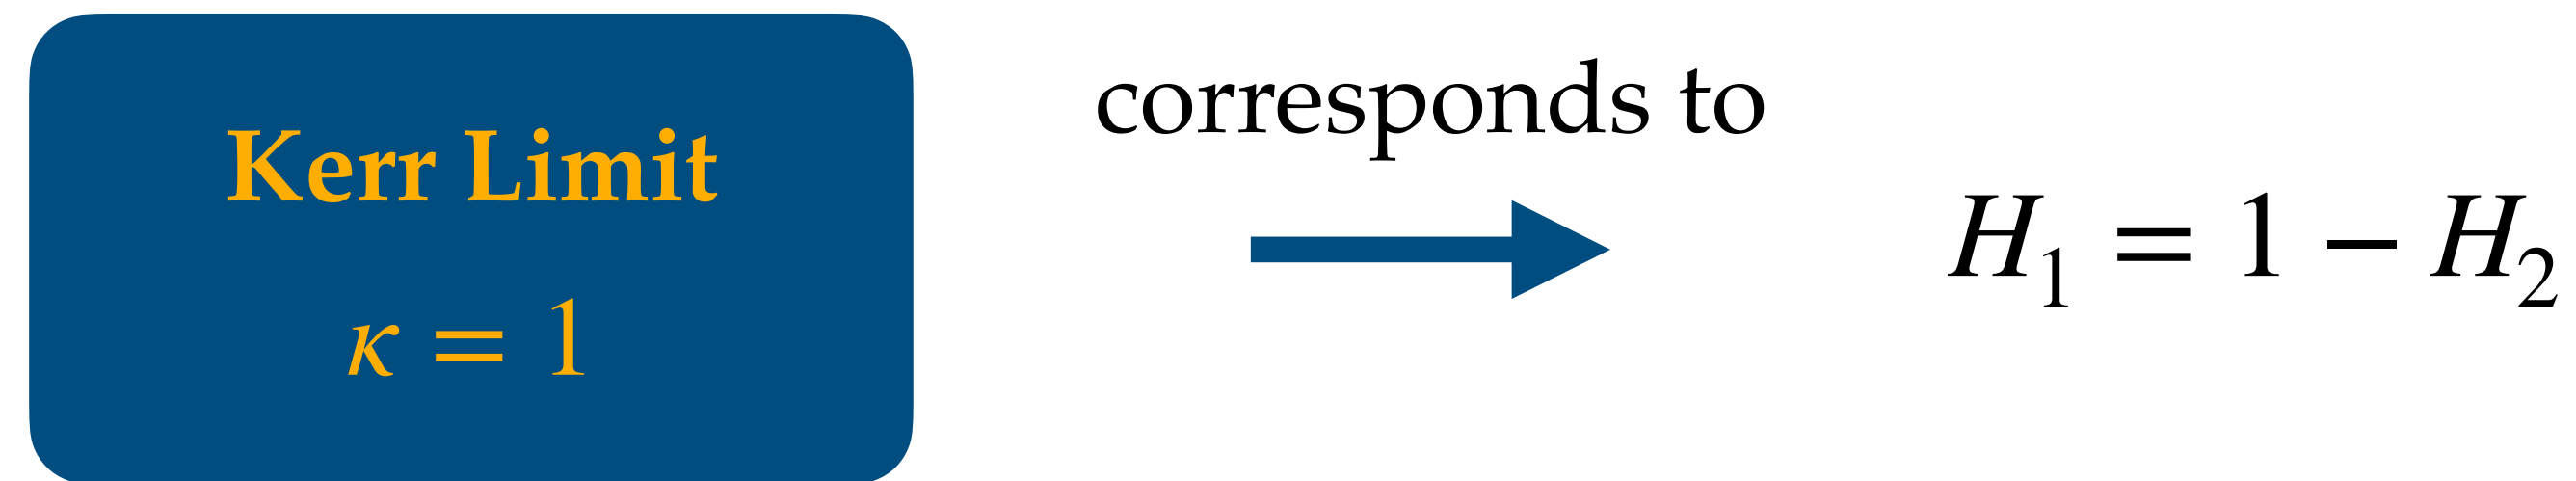 Kerr Limit
κ = 1
corresponds to
H₁ = 1 − H₂